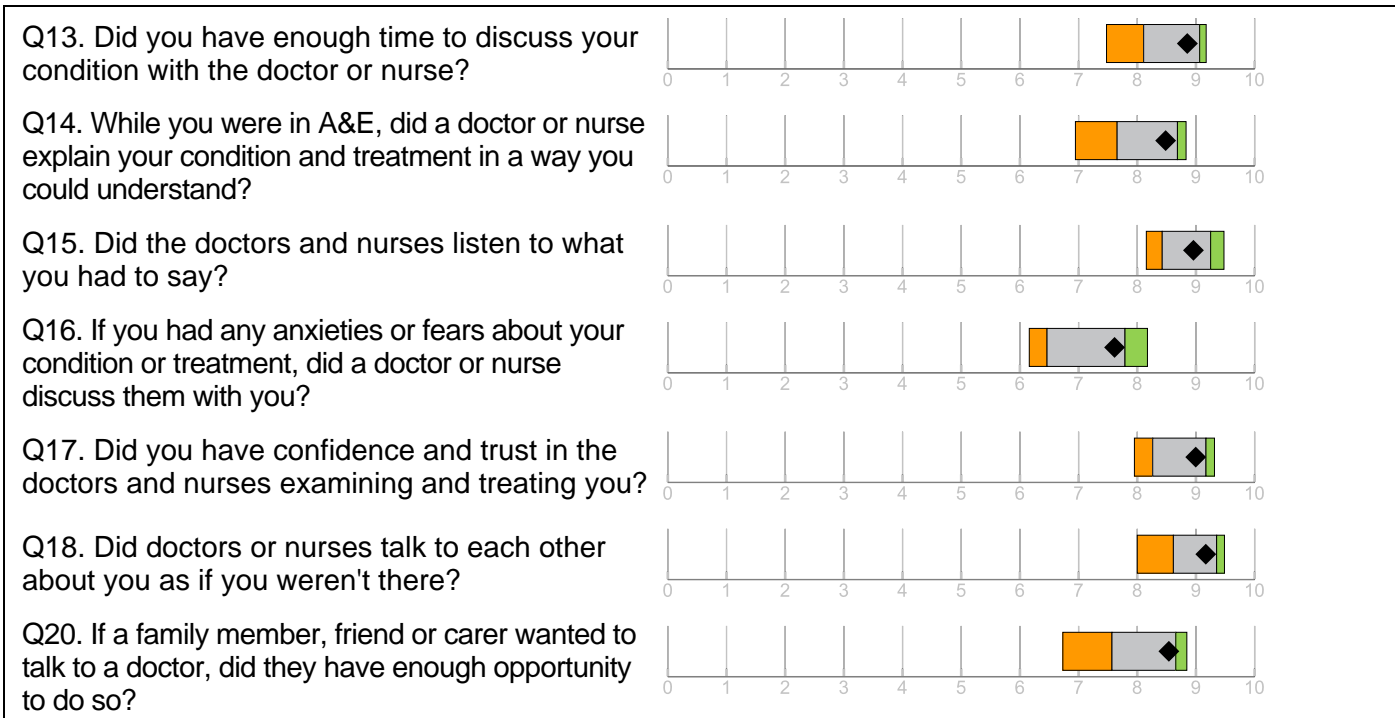 Q13. Did you have enough time to discuss your
condition with the doctor or nurse?
0 1 2 3 4 5 6 7 8 9 10
Q14. While you were in A&E, did a doctor or nurse
explain your condition and treatment in a way you
could understand?
0 1 2 3 4 5 6 7 8 9 10
Q15. Did the doctors and nurses listen to what
you had to say?
0 1 2 3 4 5 6 7 8 9 10
Q16. If you had any anxieties or fears about your
condition or treatment, did a doctor or nurse
discuss them with you?
0 1 2 3 4 5 6 7 8 9 10
Q17. Did you have confidence and trust in the
doctors and nurses examining and treating you?
0 1 2 3 4 5 6 7 8 9 10
Q18. Did doctors or nurses talk to each other
about you as if you weren't there?
0 1 2 3 4 5 6 7 8 9 10
Q20. If a family member, friend or carer wanted to
talk to a doctor, did they have enough opportunity
to do so?
0 1 2 3 4 5 6 7 8 9 10